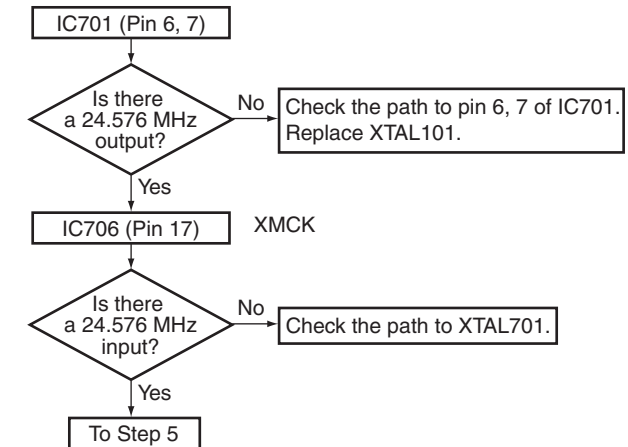 IC701 (Pin 6, 7)
Is there
a 24.576 MHz
output?
No
Check the path to pin 6, 7 of IC701.
Replace XTAL101.
Yes
IC706 (Pin 17)
XMCK
Is there
a 24.576 MHz
input?
No
Check the path to XTAL701.
Yes
To Step 5